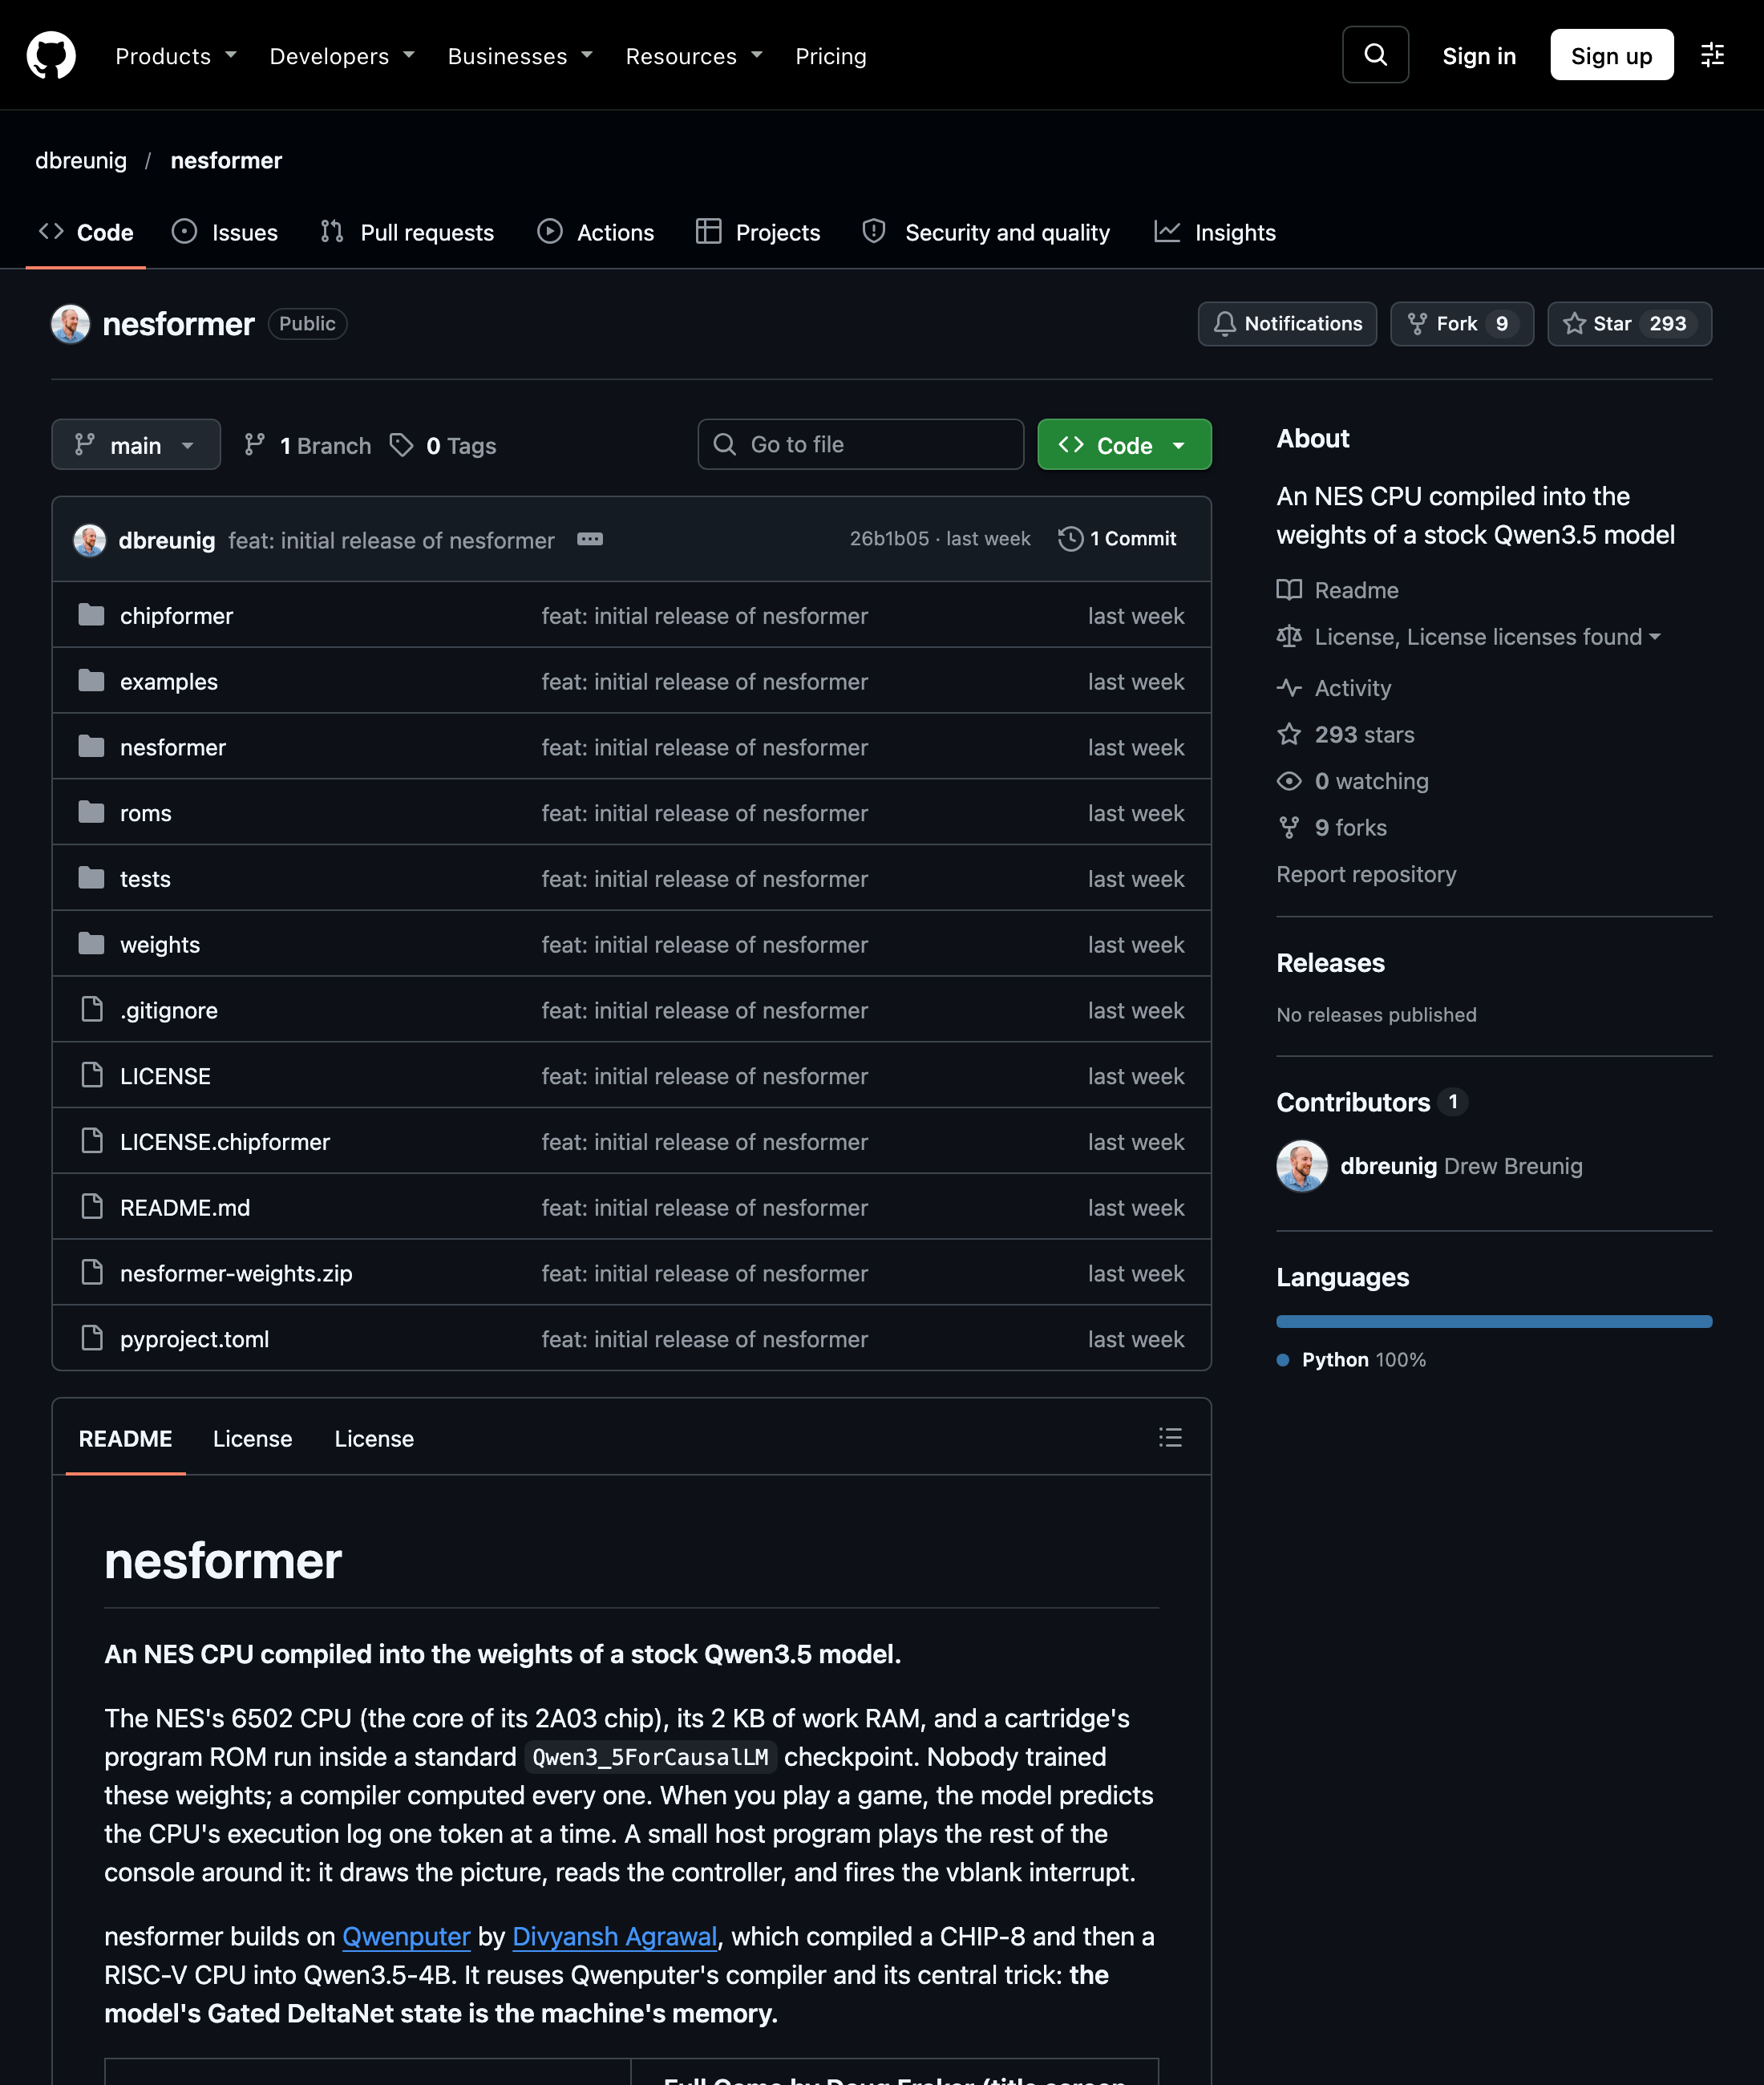 Products Developers Businesses Resources Pricing Sign in Sign up
dbreunig / nesformer
Code Issues Pull requests Actions Projects Security and quality Insights
nesformer Public Notifications Fork 9 Star 293
main 1 Branch 0 Tags Go to file Code
dbreunig feat: initial release of nesformer 26b1b05 · last week 1 Commit
chipformer feat: initial release of nesformer last week
examples feat: initial release of nesformer last week
nesformer feat: initial release of nesformer last week
roms feat: initial release of nesformer last week
tests feat: initial release of nesformer last week
weights feat: initial release of nesformer last week
.gitignore feat: initial release of nesformer last week
LICENSE feat: initial release of nesformer last week
LICENSE.chipformer feat: initial release of nesformer last week
README.md feat: initial release of nesformer last week
nesformer-weights.zip feat: initial release of nesformer last week
pyproject.toml feat: initial release of nesformer last week
About
An NES CPU compiled into the
weights of a stock Qwen3.5 model
Readme
License, License licenses found
Activity
293 stars
0 watching
9 forks
Report repository
Releases
No releases published
Contributors 1
dbreunig Drew Breunig
Languages
Python 100%
README License License
nesformer
An NES CPU compiled into the weights of a stock Qwen3.5 model.
The NES's 6502 CPU (the core of its 2A03 chip), its 2 KB of work RAM, and a cartridge's
program ROM run inside a standard Qwen3_5ForCausalLM checkpoint. Nobody trained
these weights; a compiler computed every one. When you play a game, the model predicts
the CPU's execution log one token at a time. A small host program plays the rest of the
console around it: it draws the picture, reads the controller, and fires the vblank interrupt.
nesformer builds on Qwenputer by Divyansh Agrawal, which compiled a CHIP-8 and then a
RISC-V CPU into Qwen3.5-4B. It reuses Qwenputer's compiler and its central trick: the
model's Gated DeltaNet state is the machine's memory.
Full Game by Doug Fraker (title screen